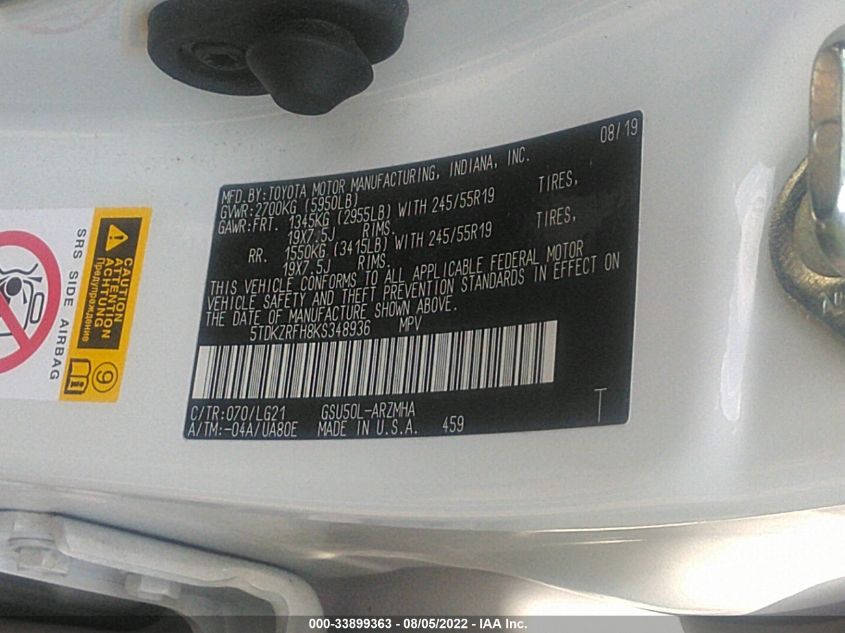 08/19
MFD.BY:TOYOTA MOTOR MANUFACTURING, INDIANA, INC.
GVWR:2700KG (5950LB)
GAWR:FRT. 1345KG (2955LB) WITH 245/55R19 TIRES,
19X7.5J RIMS.
RR. 1550KG (3415LB) WITH 245/55R19 TIRES,
19X7.5J RIMS.
THIS VEHICLE CONFORMS TO ALL APPLICABLE FEDERAL MOTOR
VEHICLE SAFETY AND THEFT PREVENTION STANDARDS IN EFFECT ON
THE DATE OF MANUFACTURE SHOWN ABOVE.
5TDKZRFH8KS348936 MPV
C/TR:070/LG21 GSU50L-ARZMHA T
A/TM:-04A/UA80E MADE IN U.S.A. 459
SRS SIDE AIRBAG
CAUTION
ATTENTION
ACHTUNG
Предупреждение
9
000-33899363 - 08/05/2022 - IAA Inc.